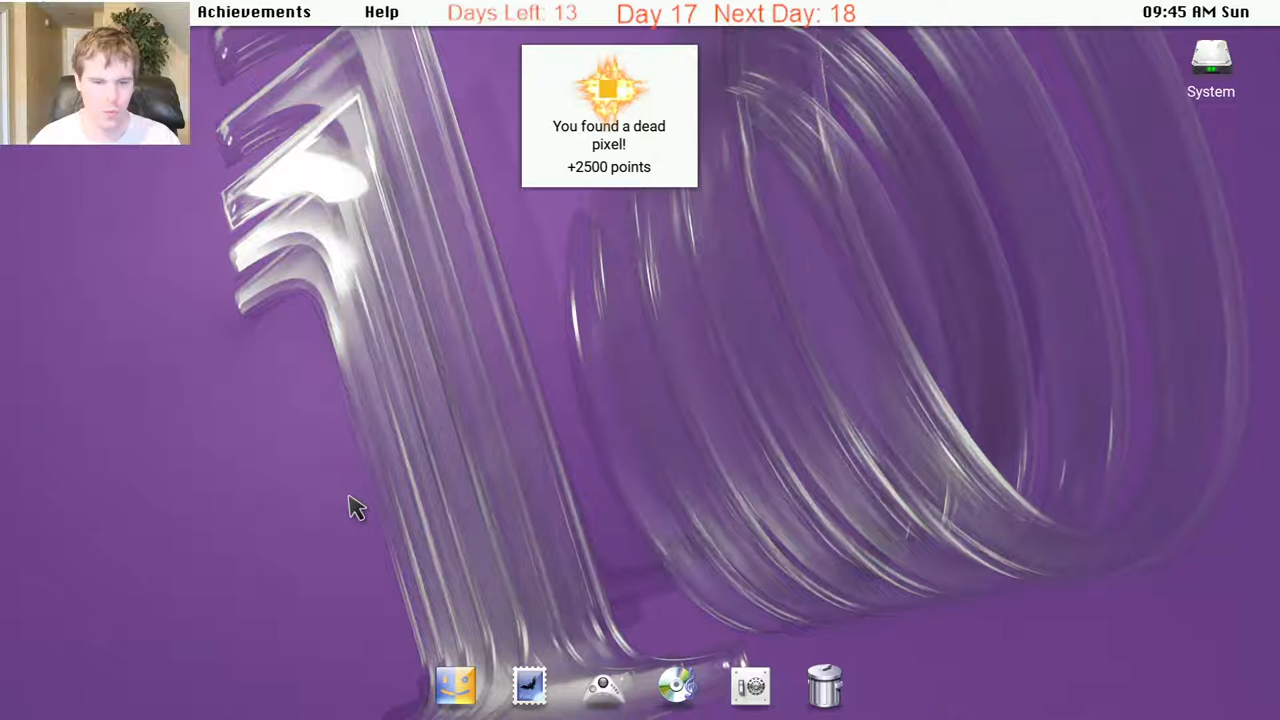 Achievements Help Days Left: 13 Day 17 Next Day: 18 09:45 AM Sun
You found a dead
pixel!
+2500 points
System